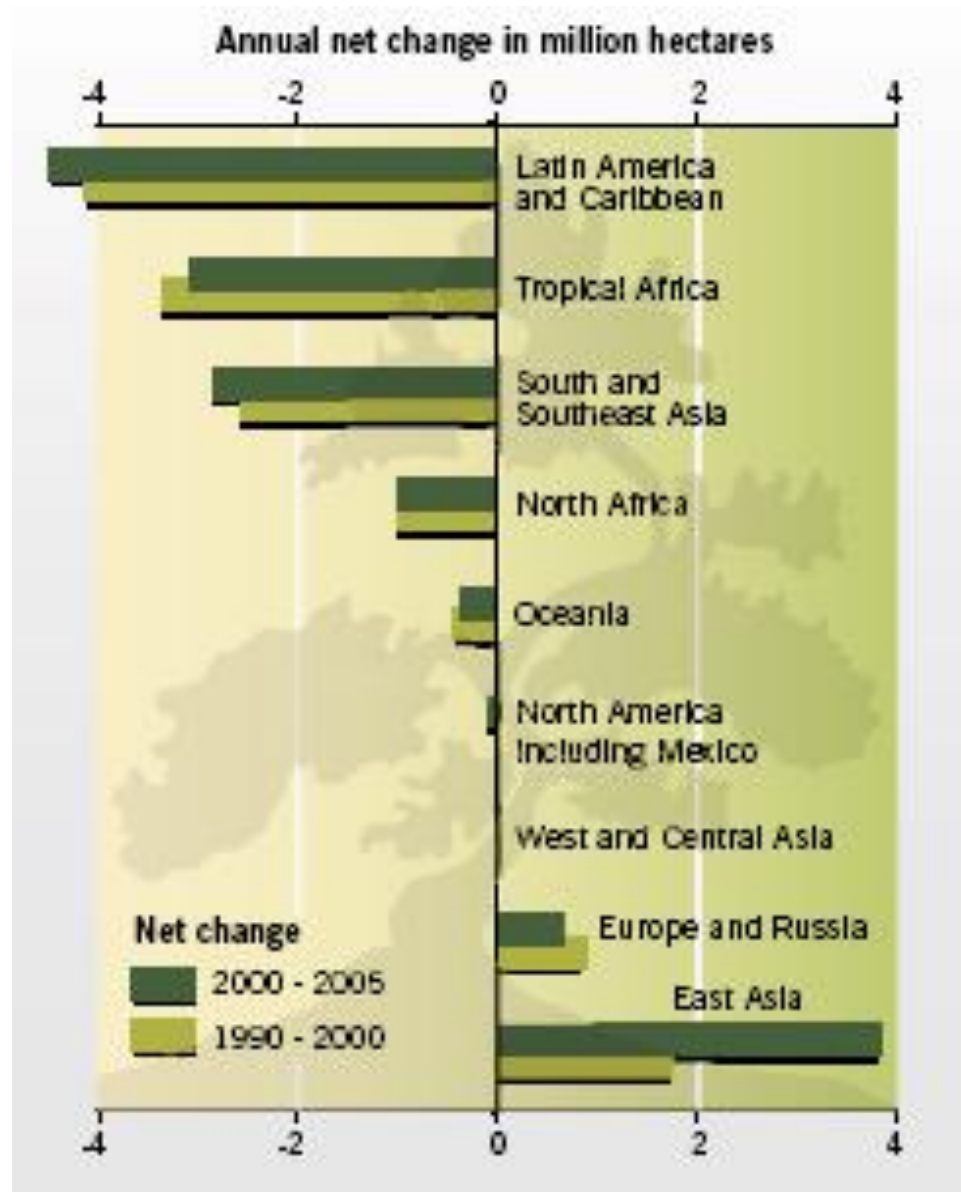 Annual net change in million hectares
-4 -2 0 2 4
Latin America
and Caribbean
Tropical Africa
South and
Southeast Asia
North Africa
Oceania
North America
including Mexico
West and Central Asia
Europe and Russia
East Asia
Net change
2000 - 2005
1990 - 2000
-4 -2 0 2 4